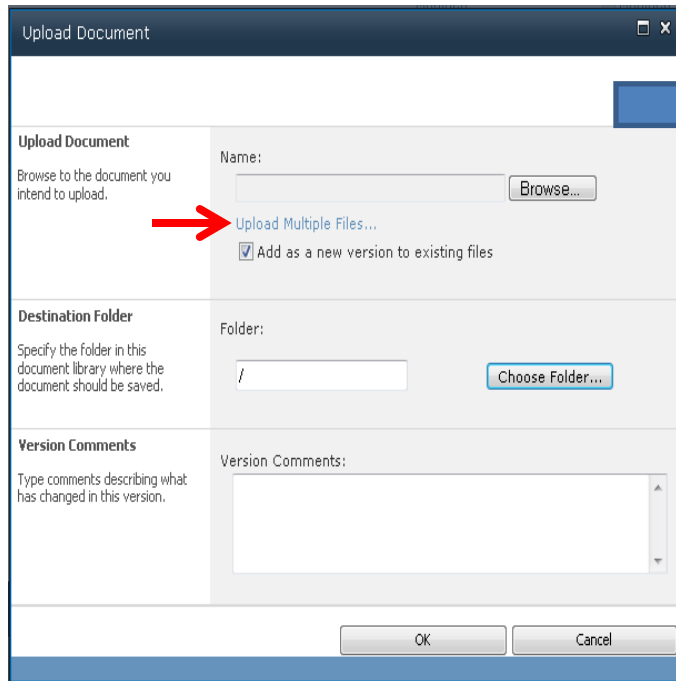 Upload Document
Upload Document
Browse to the document you
intend to upload.
Name:
Browse...
Upload Multiple Files...
Add as a new version to existing files
Destination Folder
Specify the folder in this
document library where the
document should be saved.
Folder:
/
Choose Folder...
Version Comments
Type comments describing what
has changed in this version.
Version Comments:
OK
Cancel